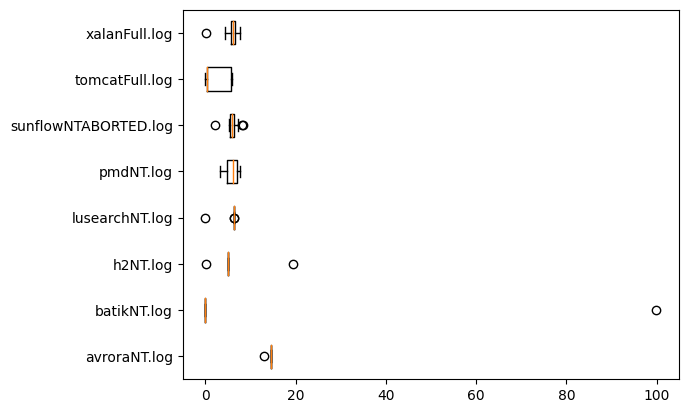 xalanFull.log
tomcatFull.log
sunflowNTABORTED.log
pmdNT.log
lusearchNT.log
h2NT.log
batikNT.log
avroraNT.log
0 20 40 60 80 100